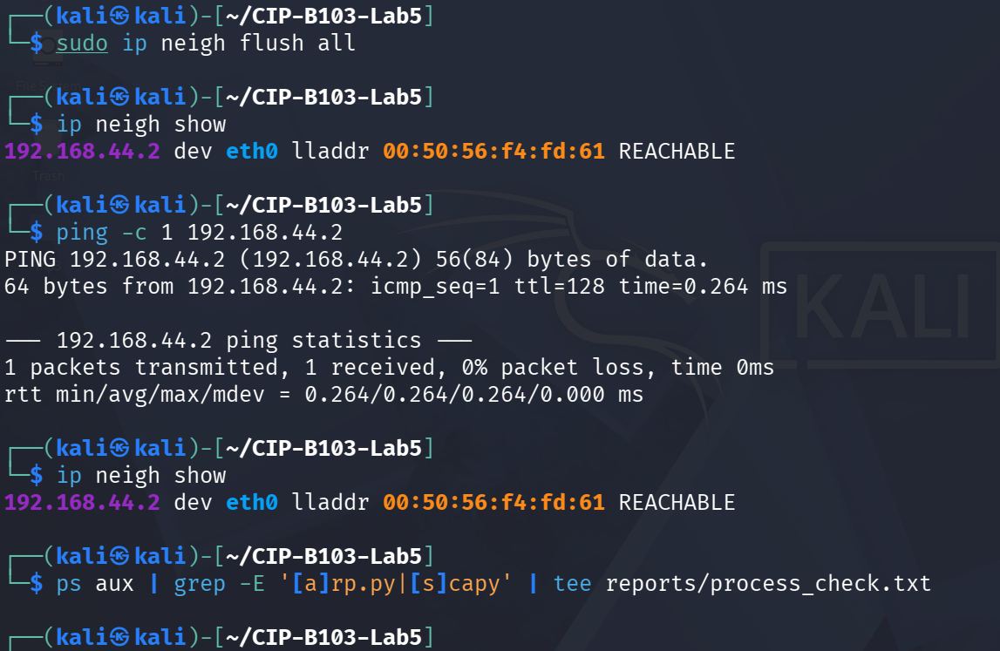 ┌──(kali㉿kali)-[~/CIP-B103-Lab5]
└─$ sudo ip neigh flush all
File System
┌──(kali㉿kali)-[~/CIP-B103-Lab5]
└─$ ip neigh show
192.168.44.2 dev eth0 lladdr 00:50:56:f4:fd:61 REACHABLE
Trash
┌──(kali㉿kali)-[~/CIP-B103-Lab5]
└─$ ping -c 1 192.168.44.2
PING 192.168.44.2 (192.168.44.2) 56(84) bytes of data.
64 bytes from 192.168.44.2: icmp_seq=1 ttl=128 time=0.264 ms
KALI
--- 192.168.44.2 ping statistics ---
1 packets transmitted, 1 received, 0% packet loss, time 0ms
rtt min/avg/max/mdev = 0.264/0.264/0.264/0.000 ms
┌──(kali㉿kali)-[~/CIP-B103-Lab5]
└─$ ip neigh show
192.168.44.2 dev eth0 lladdr 00:50:56:f4:fd:61 REACHABLE
┌──(kali㉿kali)-[~/CIP-B103-Lab5]
└─$ ps aux | grep -E '[a]rp.py|[s]capy' | tee reports/process_check.txt
┌──(kali㉿kali)-[~/CIP-B103-Lab5]